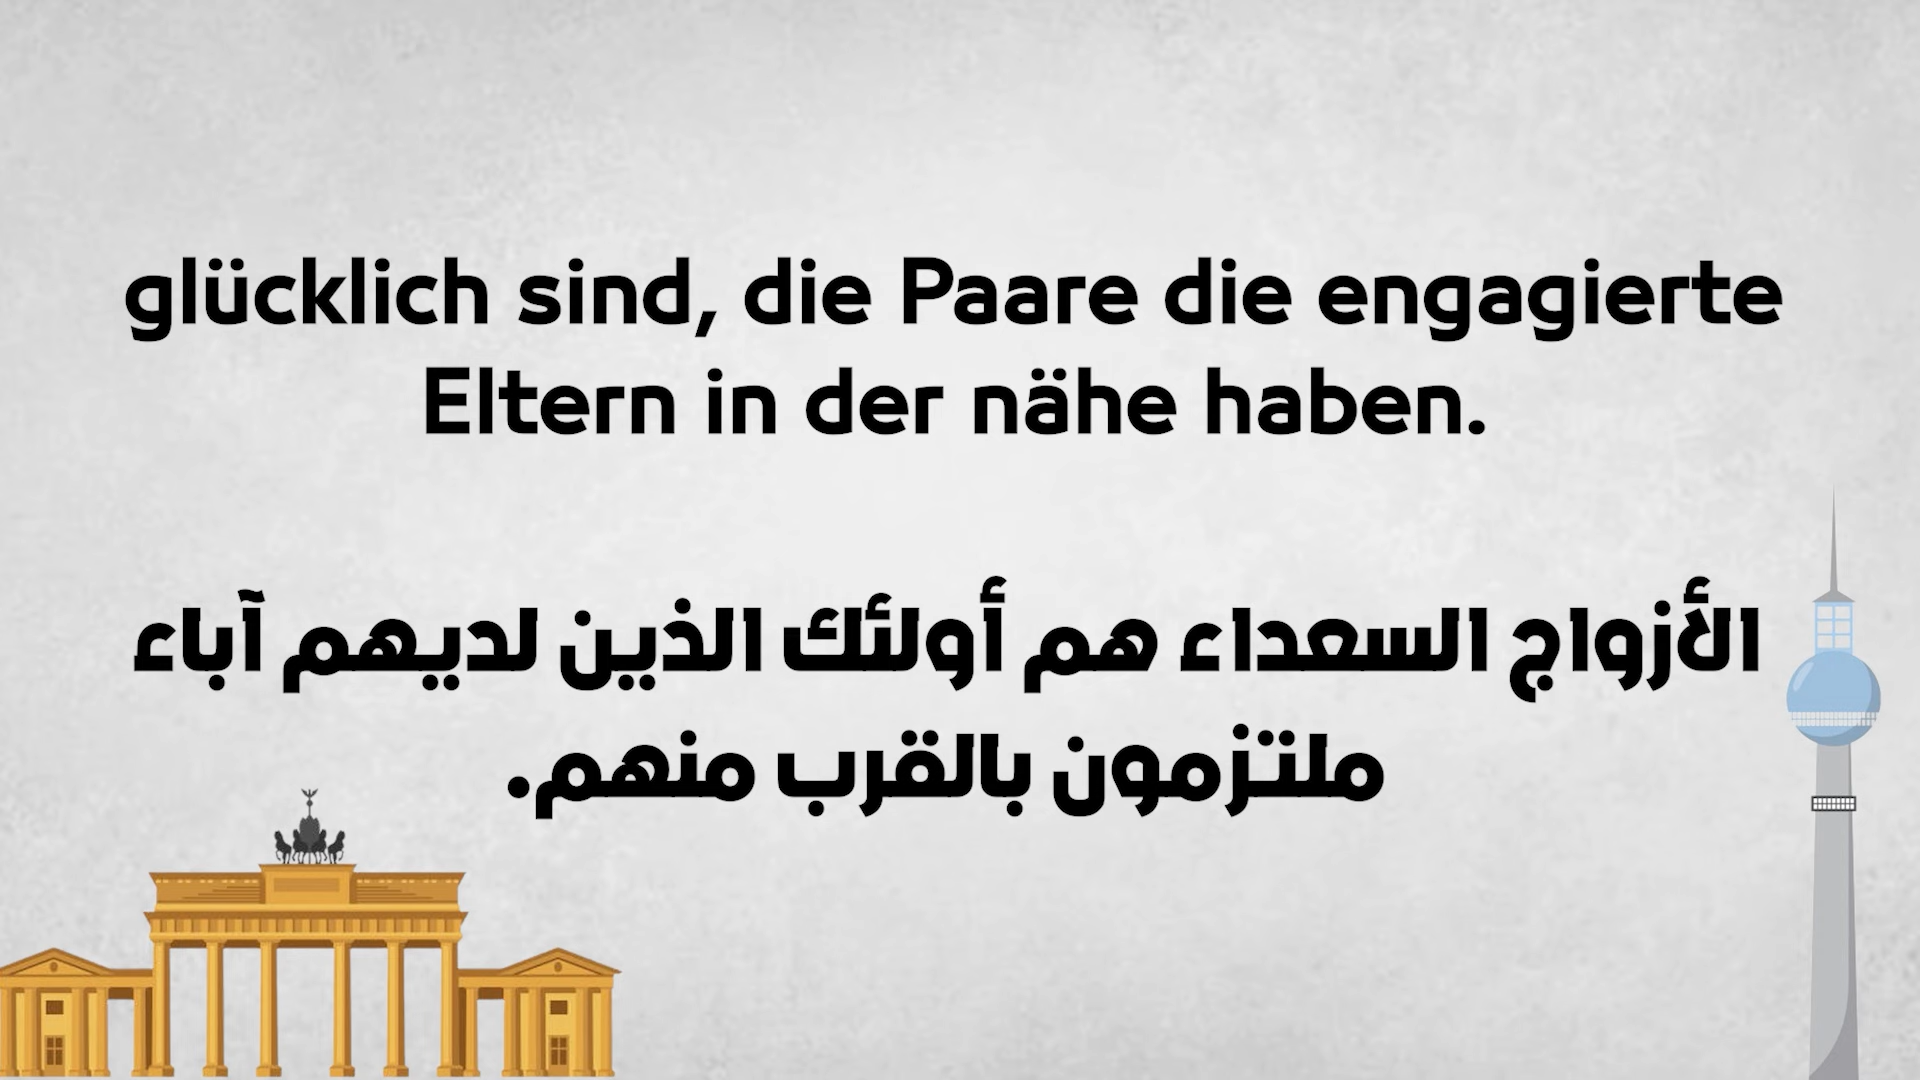 glücklich sind, die Paare die engagierte
Eltern in der nähe haben.
الأزواج السعداء هم أولئك الذين لديهم آباء
ملتزمون بالقرب منهم.